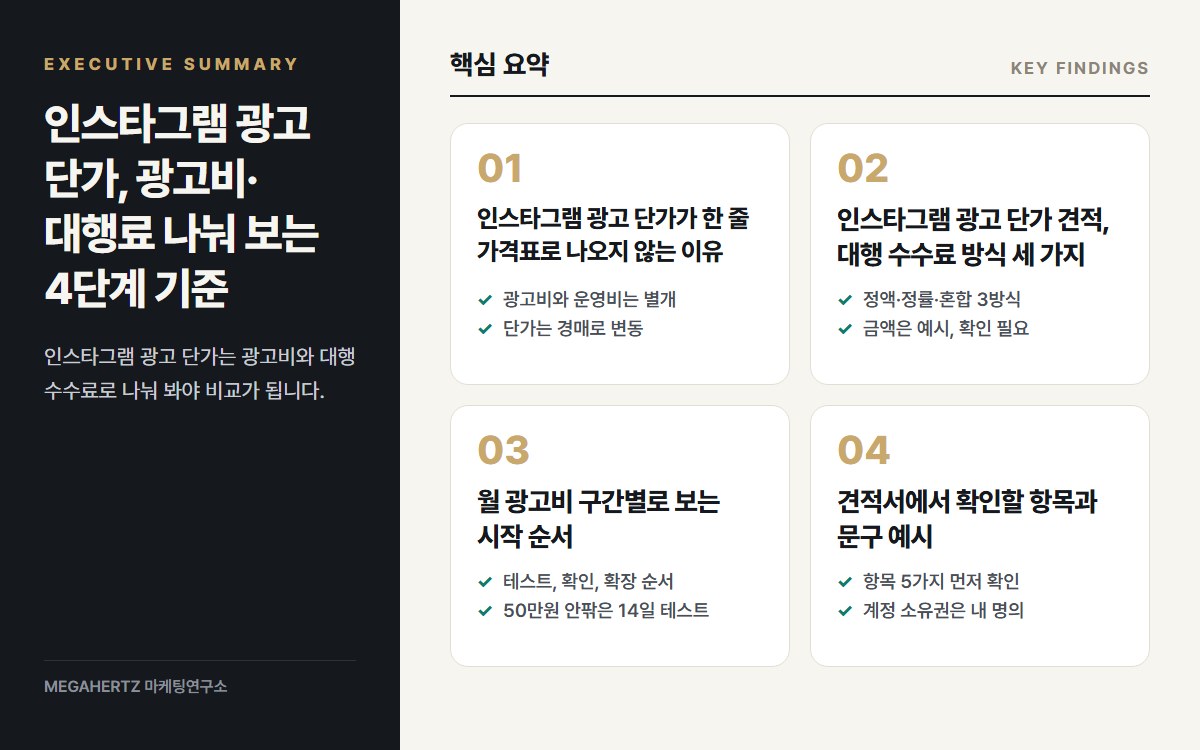 EXECUTIVE SUMMARY
인스타그램 광고
단가, 광고비·
대행료 나눠 보는
4단계 기준
인스타그램 광고 단가는 광고비와 대행
수수료로 나눠 봐야 비교가 됩니다.
MEGAHERTZ 마케팅연구소
핵심 요약
KEY FINDINGS
01
인스타그램 광고 단가가 한 줄
가격표로 나오지 않는 이유
✓ 광고비와 운영비는 별개
✓ 단가는 경매로 변동
02
인스타그램 광고 단가 견적,
대행 수수료 방식 세 가지
✓ 정액·정률·혼합 3방식
✓ 금액은 예시, 확인 필요
03
월 광고비 구간별로 보는
시작 순서
✓ 테스트, 확인, 확장 순서
✓ 50만원 안팎은 14일 테스트
04
견적서에서 확인할 항목과
문구 예시
✓ 항목 5가지 먼저 확인
✓ 계정 소유권은 내 명의